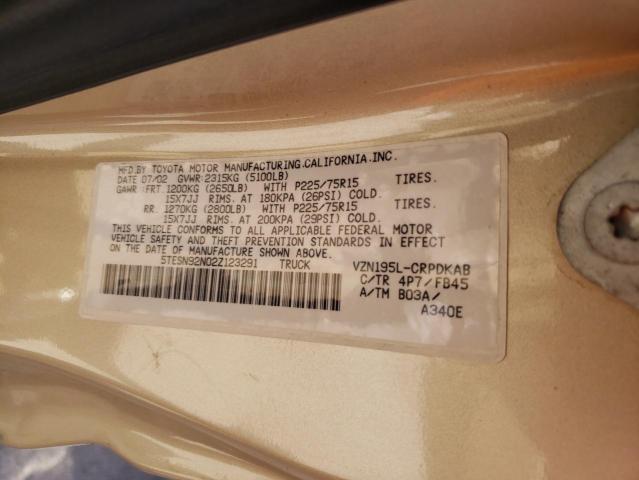 MFD.BY TOYOTA MOTOR MANUFACTURING,CALIFORNIA,INC.
DATE 07/02 GVWR:2315KG (5100LB)
GAWR:FRT.1200KG (2650LB) WITH P225/75R15 TIRES.
15X7JJ RIMS. AT 180KPA (26PSI) COLD.
RR. 1270KG (2800LB) WITH P225/75R15 TIRES.
15X7JJ RIMS. AT 200KPA (29PSI) COLD.
THIS VEHICLE CONFORMS TO ALL APPLICABLE FEDERAL MOTOR
VEHICLE SAFETY AND THEFT PREVENTION STANDARDS IN EFFECT
ON THE DATE OF MANUFACTURE SHOWN ABOVE.
5TESN92N02Z123291 TRUCK VZN195L-CRPDKAB
C/TR 4P7/FB45
A/TM B03A/
A340E